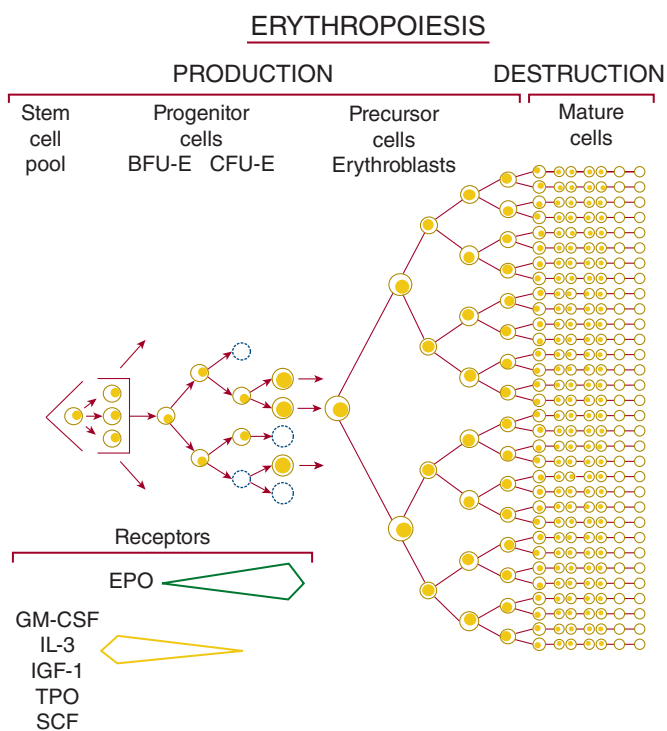 ERYTHROPOIESIS
PRODUCTION
DESTRUCTION
Stem
cell
pool
Progenitor
cells
BFU-E CFU-E
Precursor
cells
Erythroblasts
Mature
cells
Receptors
EPO
GM-CSF
IL-3
IGF-1
TPO
SCF